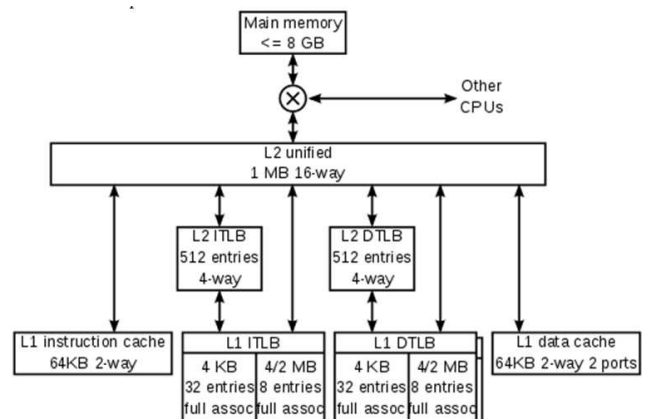 Main memory
<= 8 GB
Other
CPUs
L2 unified
1 MB 16-way
L2 ITLB
512 entries
4-way
L2 DTLB
512 entries
4-way
L1 instruction cache
64KB 2-way
L1 ITLB
4 KB
32 entries
full assoc
4/2 MB
8 entries
full assoc
L1 DTLB
4 KB
32 entries
full assoc
4/2 MB
8 entries
full assoc
L1 data cache
64KB 2-way 2 ports